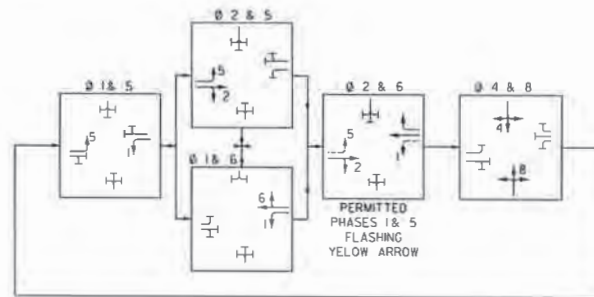 Ø 2 & 5
5
2
Ø 1 & 5
5
1
Ø 2 & 6
5
2
1
Ø 4 & 8
4
8
Ø 1 & 6
6
1
PERMITTED
PHASES 1 & 5
FLASHING
YELOW ARROW